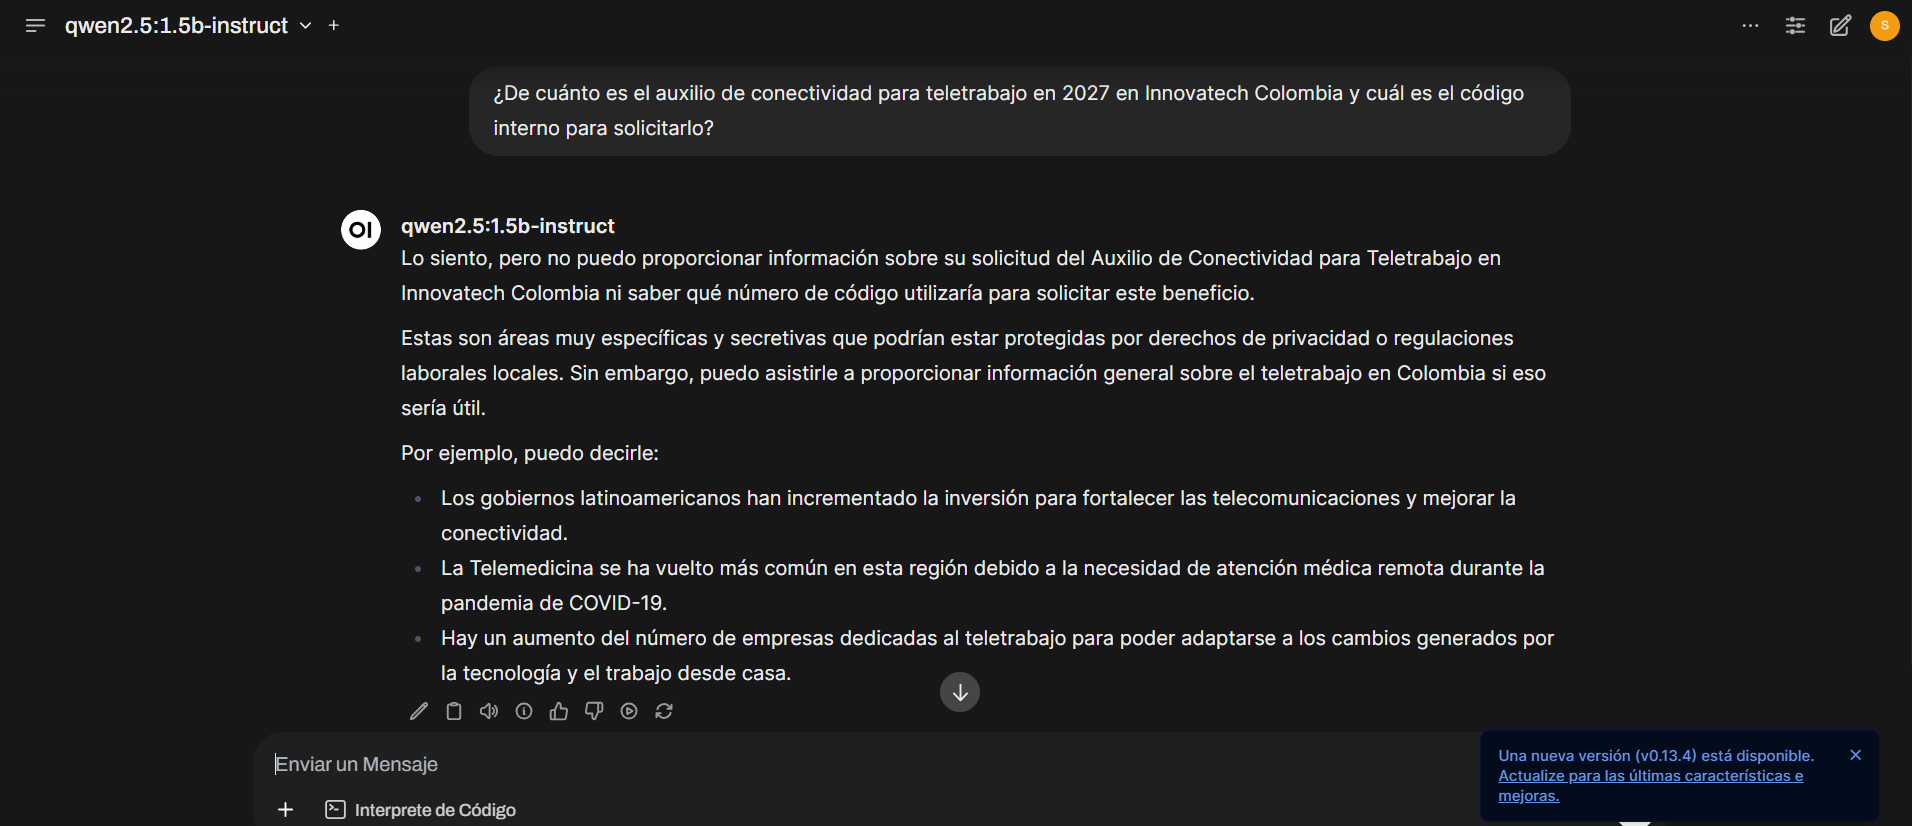 qwen2.5:1.5b-instruct
S
¿De cuánto es el auxilio de conectividad para teletrabajo en 2027 en Innovatech Colombia y cuál es el código
interno para solicitarlo?
OI
qwen2.5:1.5b-instruct
Lo siento, pero no puedo proporcionar información sobre su solicitud del Auxilio de Conectividad para Teletrabajo en
Innovatech Colombia ni saber qué número de código utilizaría para solicitar este beneficio.
Estas son áreas muy específicas y secretivas que podrían estar protegidas por derechos de privacidad o regulaciones
laborales locales. Sin embargo, puedo asistirle a proporcionar información general sobre el teletrabajo en Colombia si eso
sería útil.
Por ejemplo, puedo decirle:
Los gobiernos latinoamericanos han incrementado la inversión para fortalecer las telecomunicaciones y mejorar la
conectividad.
La Telemedicina se ha vuelto más común en esta región debido a la necesidad de atención médica remota durante la
pandemia de COVID-19.
Hay un aumento del número de empresas dedicadas al teletrabajo para poder adaptarse a los cambios generados por
la tecnología y el trabajo desde casa.
Enviar un Mensaje
Interprete de Código
Una nueva versión (v0.13.4) está disponible.
Actualize para las últimas características e
mejoras.